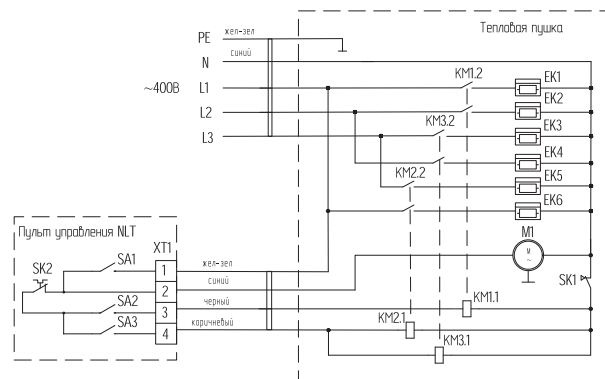 Тепловая пушка
PE жел-зел
N синий
~400В L1
L2
L3
KM1.2
KM3.2
KM2.2
EK1
EK2
EK3
EK4
EK5
EK6
M1
М
~
SK1
Пульт управления NLT
XT1
SK2
SA1
SA2
SA3
1
2
3
4
жел-зел
синий
черный
коричневый
KM1.1
KM2.1
KM3.1